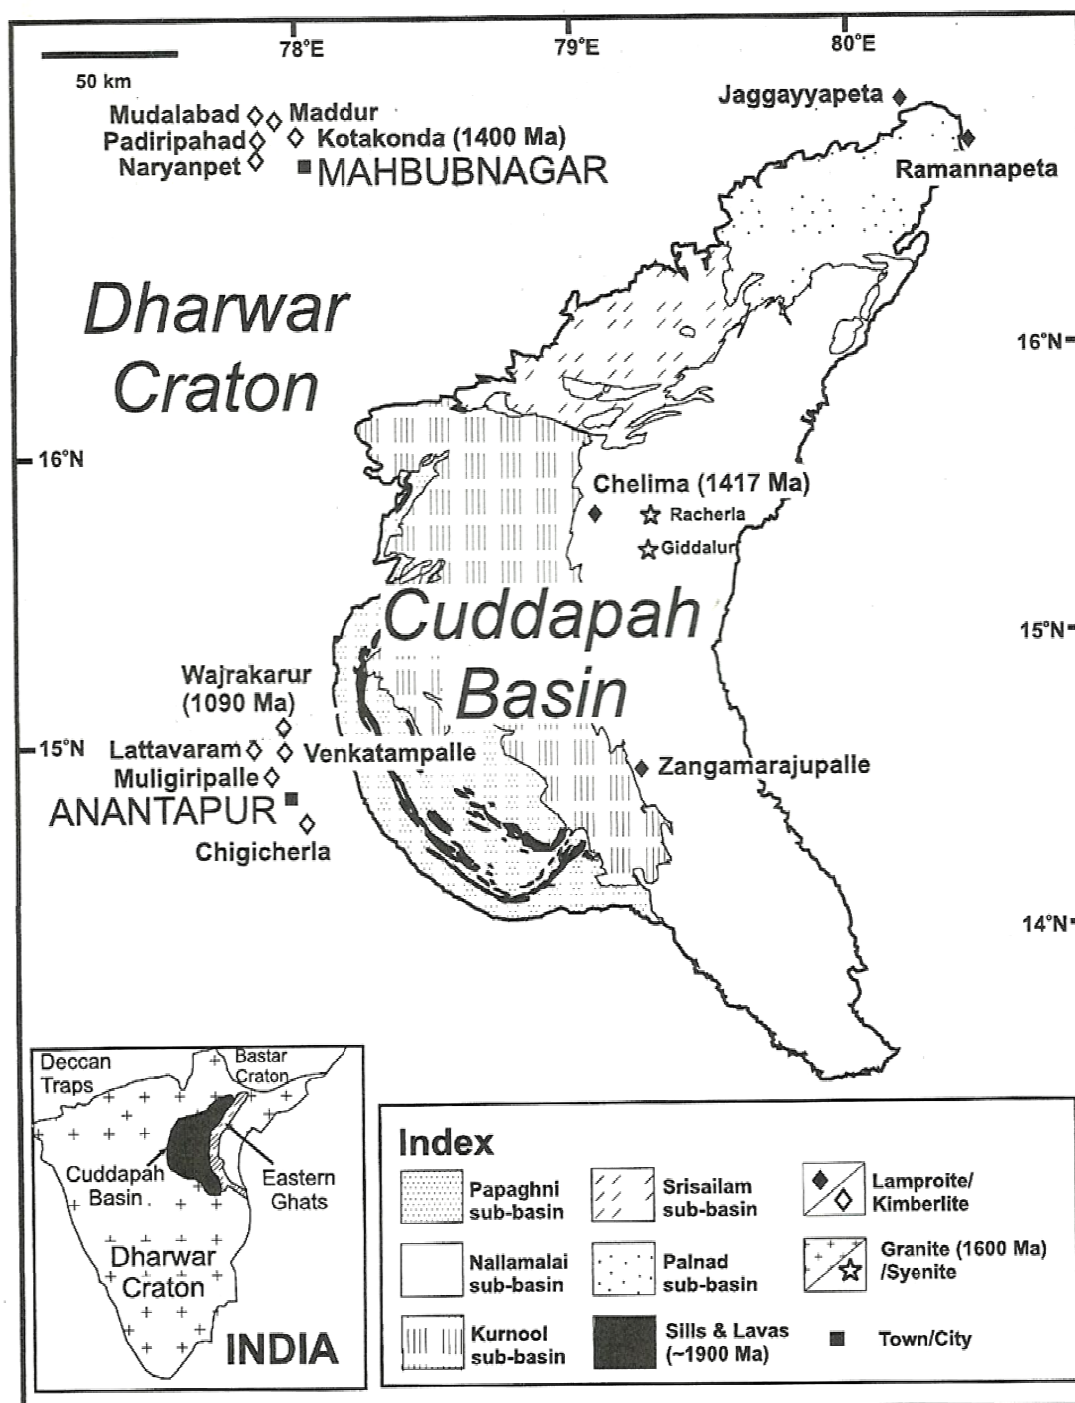 78°E
79°E
80°E
50 km
Jaggayyapeta
Mudalabad
Maddur
Padiripahad
Kotakonda (1400 Ma)
Naryanpet
MAHBUBNAGAR
Ramannapeta
Dharwar
Craton
16°N
16°N
Chelima (1417 Ma)
Racherla
Giddalur
Cuddapah
Basin
15°N
Wajrakarur
(1090 Ma)
15°N
Lattavaram
Venkatampalle
Muligiripalle
Zangamarajupalle
ANANTAPUR
Chigicherla
14°N
Deccan
Traps
Bastar
Craton
Cuddapah
Basin
Eastern
Ghats
Dharwar
Craton
INDIA
Index
Papaghni
sub-basin
Srisailam
sub-basin
Lamproite/
Kimberlite
Nallamalai
sub-basin
Palnad
sub-basin
Granite (1600 Ma)
/Syenite
Kurnool
sub-basin
Sills & Lavas
(~1900 Ma)
Town/City